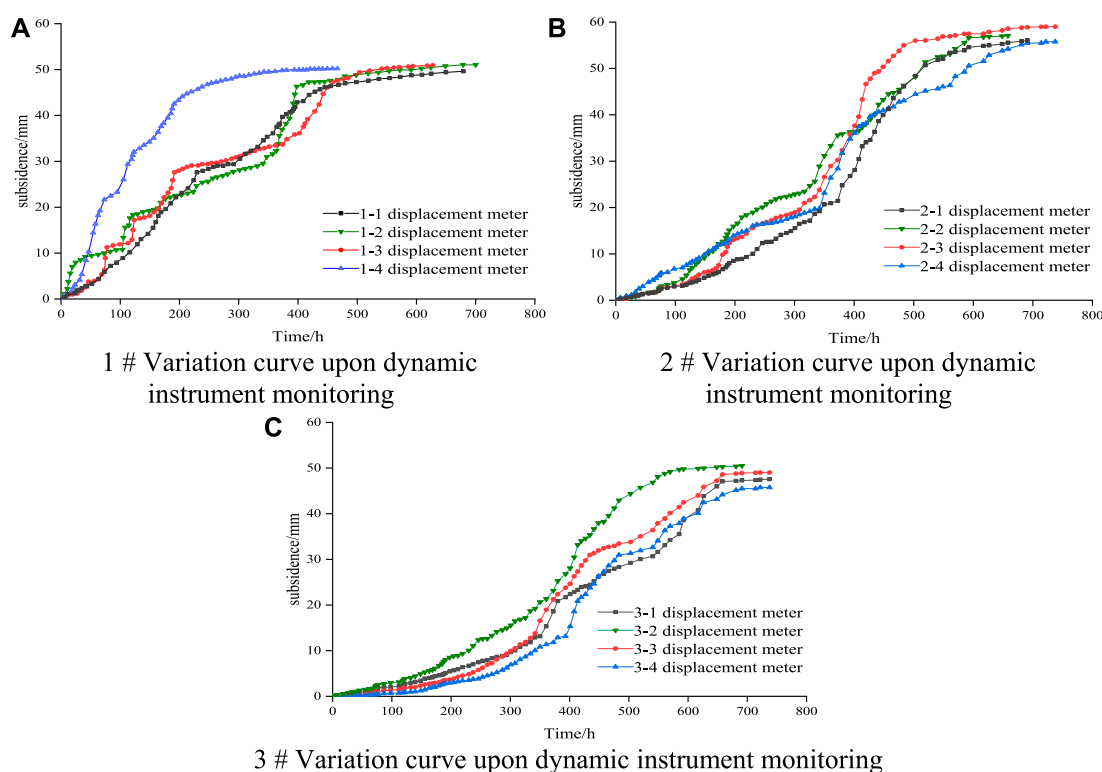 A
60
50
40
30
20
10
0
subsidence/mm
1-1 displacement meter
1-2 displacement meter
1-3 displacement meter
1-4 displacement meter
0 100 200 300 400 500 600 700 800
Time/h
1 # Variation curve upon dynamic
instrument monitoring
B
60
50
40
30
20
10
0
subsidence/mm
2-1 displacement meter
2-2 displacement meter
2-3 displacement meter
2-4 displacement meter
0 100 200 300 400 500 600 700 800
Time/h
2 # Variation curve upon dynamic
instrument monitoring
C
60
50
40
30
20
10
0
subsidence/mm
3-1 displacement meter
3-2 displacement meter
3-3 displacement meter
3-4 displacement meter
0 100 200 300 400 500 600 700 800
Time/h
3 # Variation curve upon dynamic instrument monitoring